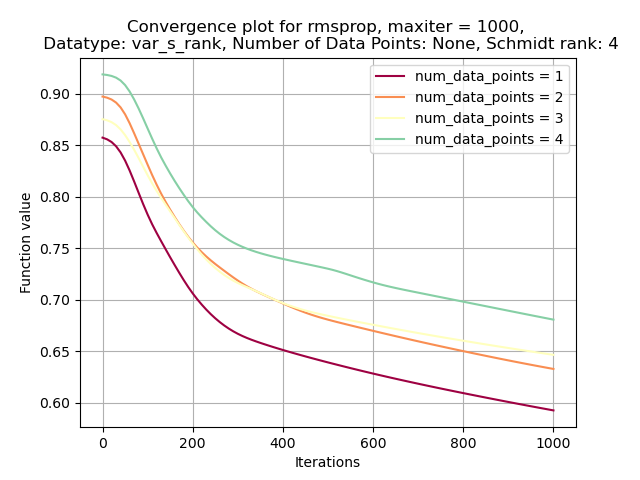 Convergence plot for rmsprop, maxiter = 1000,
Datatype: var_s_rank, Number of Data Points: None, Schmidt rank: 4
num_data_points = 1
num_data_points = 2
num_data_points = 3
num_data_points = 4
Function value
0.90
0.85
0.80
0.75
0.70
0.65
0.60
0 200 400 600 800 1000
Iterations